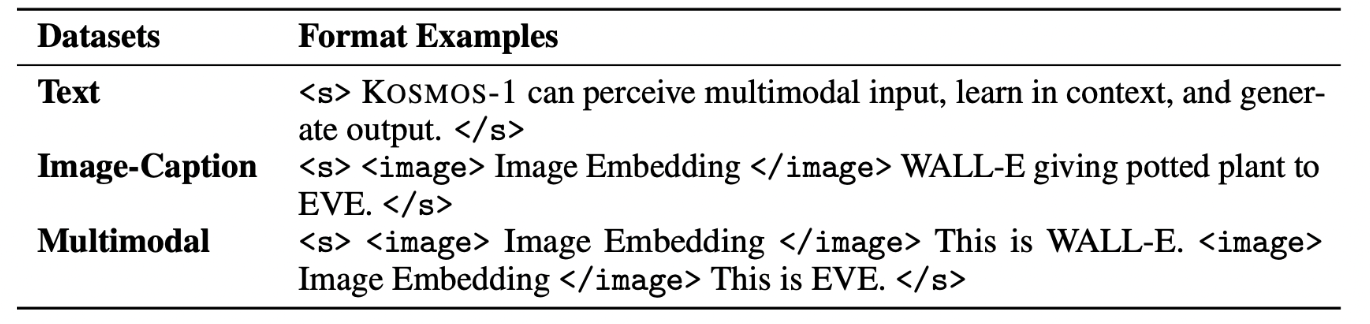 Datasets Format Examples
Text <s> KOSMOS-1 can perceive multimodal input, learn in context, and gener-
ate output. </s>
Image-Caption <s> <image> Image Embedding </image> WALL-E giving potted plant to
EVE. </s>
Multimodal <s> <image> Image Embedding </image> This is WALL-E. <image>
Image Embedding </image> This is EVE. </s>